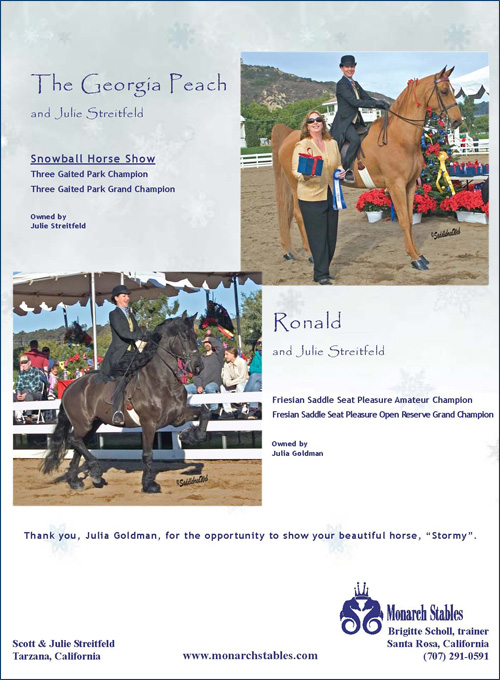 The Georgia Peach
and Julie Streitfeld
Snowball Horse Show
Three Gaited Park Champion
Three Gaited Park Grand Champion
Owned by
Julie Streitfeld
Ronald
and Julie Streitfeld
Friesian Saddle Seat Pleasure Amateur Champion
Fresian Saddle Seat Pleasure Open Reserve Grand Champion
Owned by
Julia Goldman
Thank you, Julia Goldman, for the opportunity to show your beautiful horse, “Stormy”.
Monarch Stables
Brigitte Scholl, trainer
Santa Rosa, California
(707) 291-0591
Scott & Julie Streitfeld
Tarzana, California
www.monarchstables.com